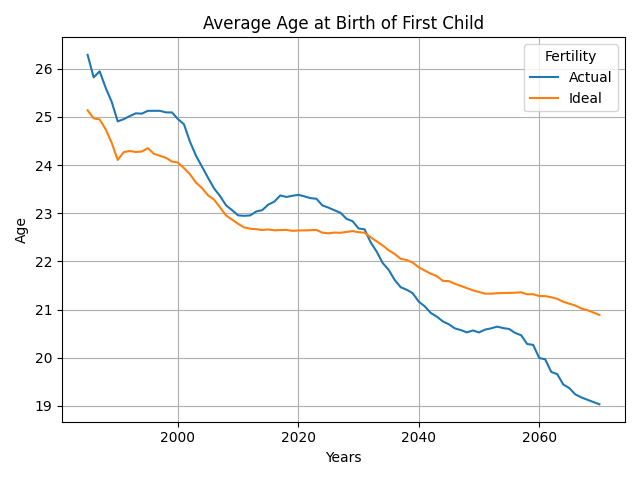 Average Age at Birth of First Child
Fertility
Actual
Ideal
Age
26
25
24
23
22
21
20
19
2000
2020
2040
2060
Years